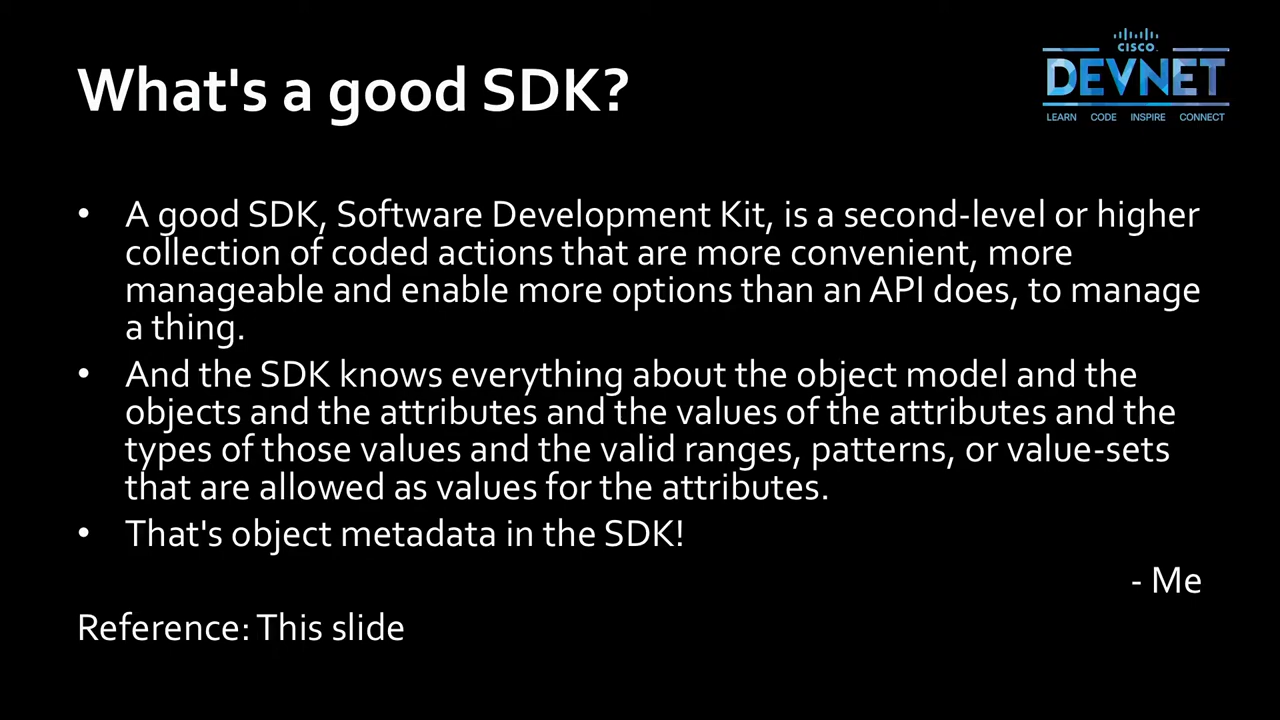 What's a good SDK?
CISCO
DEVNET
LEARN CODE INSPIRE CONNECT
• A good SDK, Software Development Kit, is a second-level or higher
collection of coded actions that are more convenient, more
manageable and enable more options than an API does, to manage
a thing.
• And the SDK knows everything about the object model and the
objects and the attributes and the values of the attributes and the
types of those values and the valid ranges, patterns, or value-sets
that are allowed as values for the attributes.
• That's object metadata in the SDK!
- Me
Reference: This slide